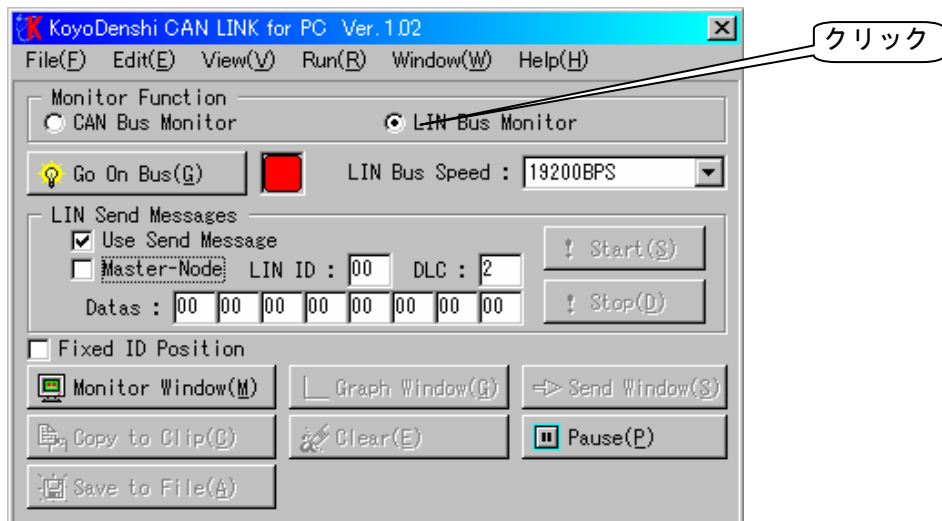 KoyoDenshi CAN LINK for PC Ver. 1.02
クリック
File(F) Edit(E) View(V) Run(R) Window(W) Help(H)
Monitor Function
CAN Bus Monitor LIN Bus Monitor
Go On Bus(G) LIN Bus Speed : 19200BPS
LIN Send Messages
Use Send Message
Start(S)
Master-Node LIN ID : 00 DLC : 2
Datas : 00 00 00 00 00 00 00 00
Stop(D)
Fixed ID Position
Monitor Window(M) Graph Window(G) Send Window(S)
Copy to Clip(C) Clear(E) Pause(P)
Save to File(A)